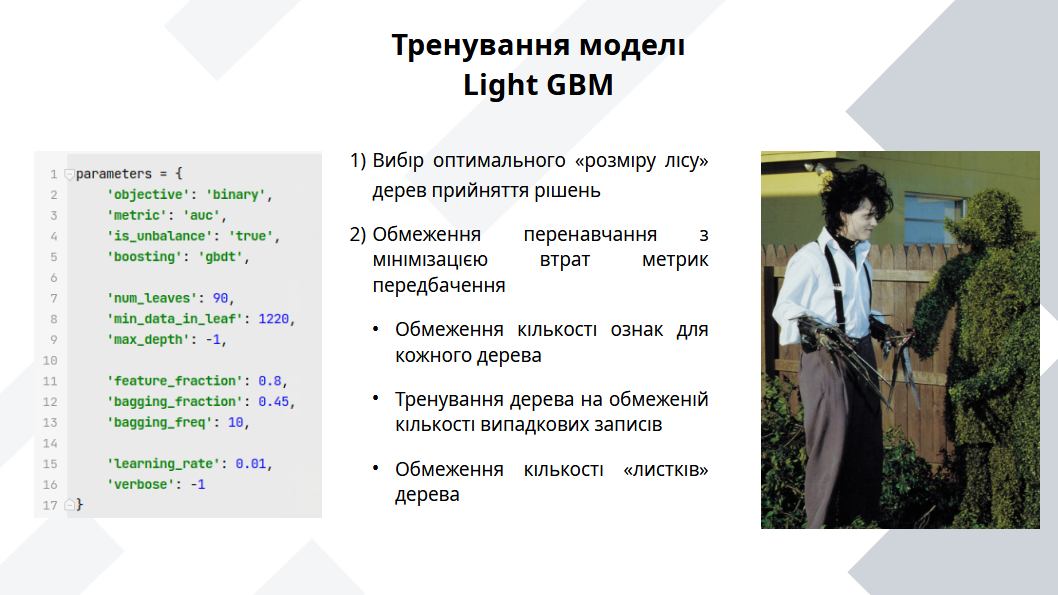 Тренування моделі
Light GBM
1 parameters = {
2 'objective': 'binary',
3 'metric': 'auc',
4 'is_unbalance': 'true',
5 'boosting': 'gbdt',
6
7 'num_leaves': 90,
8 'min_data_in_leaf': 1220,
9 'max_depth': -1,
10
11 'feature_fraction': 0.8,
12 'bagging_fraction': 0.45,
13 'bagging_freq': 10,
14
15 'learning_rate': 0.01,
16 'verbose': -1
17 }
1) Вибір оптимального «розміру лісу»
дерев прийняття рішень
2) Обмеження перенавчання з
мінімізацією втрат метрик
передбачення
• Обмеження кількості ознак для
кожного дерева
• Тренування дерева на обмеженій
кількості випадкових записів
• Обмеження кількості «листків»
дерева